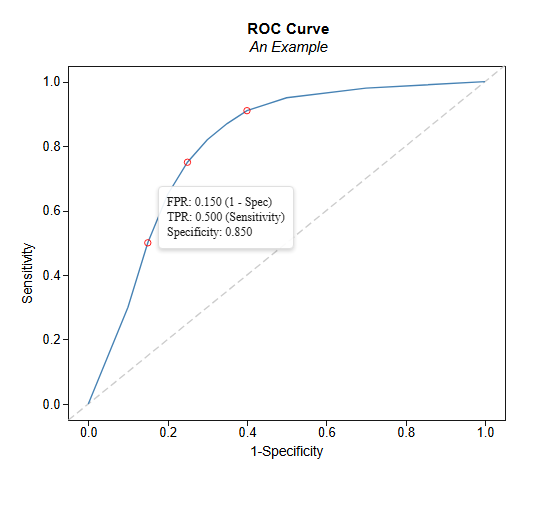 ROC Curve
An Example
1.0
0.8
0.6
0.4
0.2
0.0
Sensitivity
FPR: 0.150 (1 - Spec)
TPR: 0.500 (Sensitivity)
Specificity: 0.850
0.0 0.2 0.4 0.6 0.8 1.0
1-Specificity